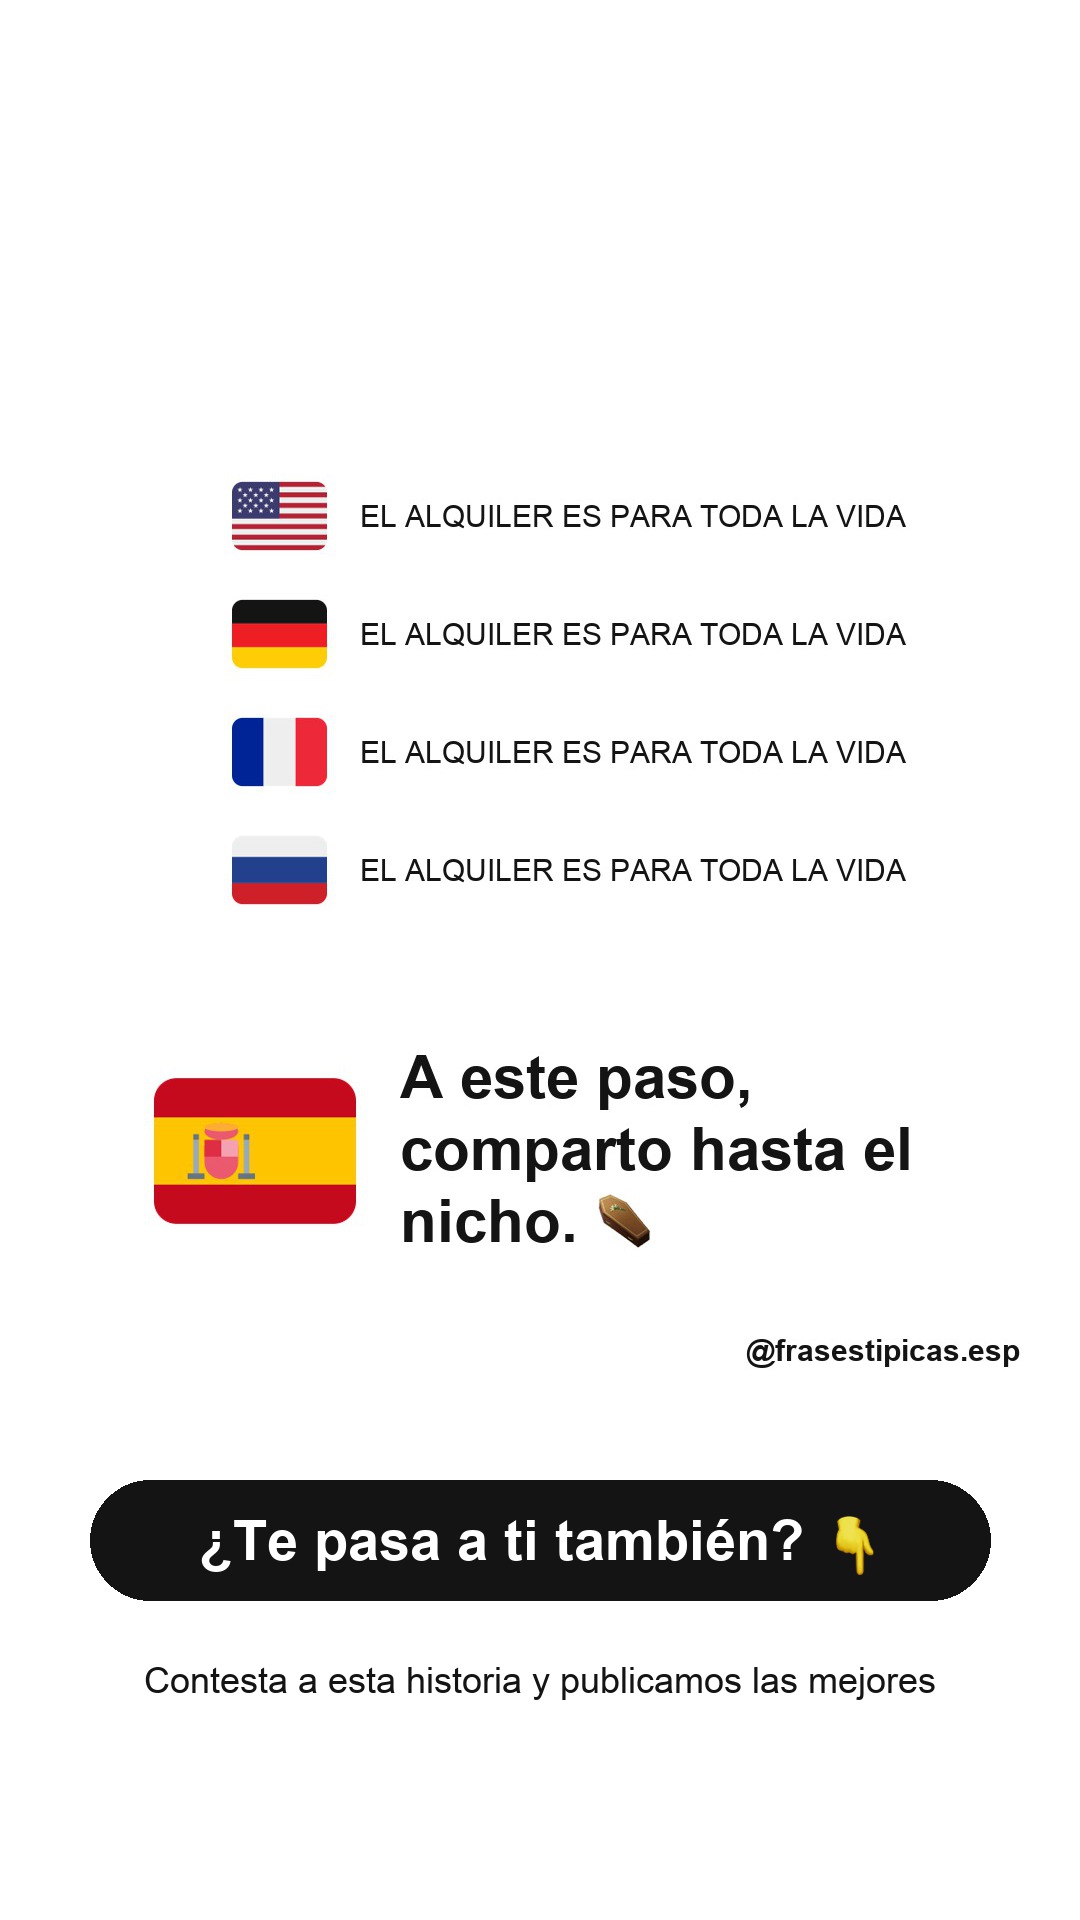 EL ALQUILER ES PARA TODA LA VIDA
EL ALQUILER ES PARA TODA LA VIDA
EL ALQUILER ES PARA TODA LA VIDA
EL ALQUILER ES PARA TODA LA VIDA
A este paso,
comparto hasta el
nicho. ⚰️
@frasestipicas.esp
¿Te pasa a ti también? 👇
Contesta a esta historia y publicamos las mejores